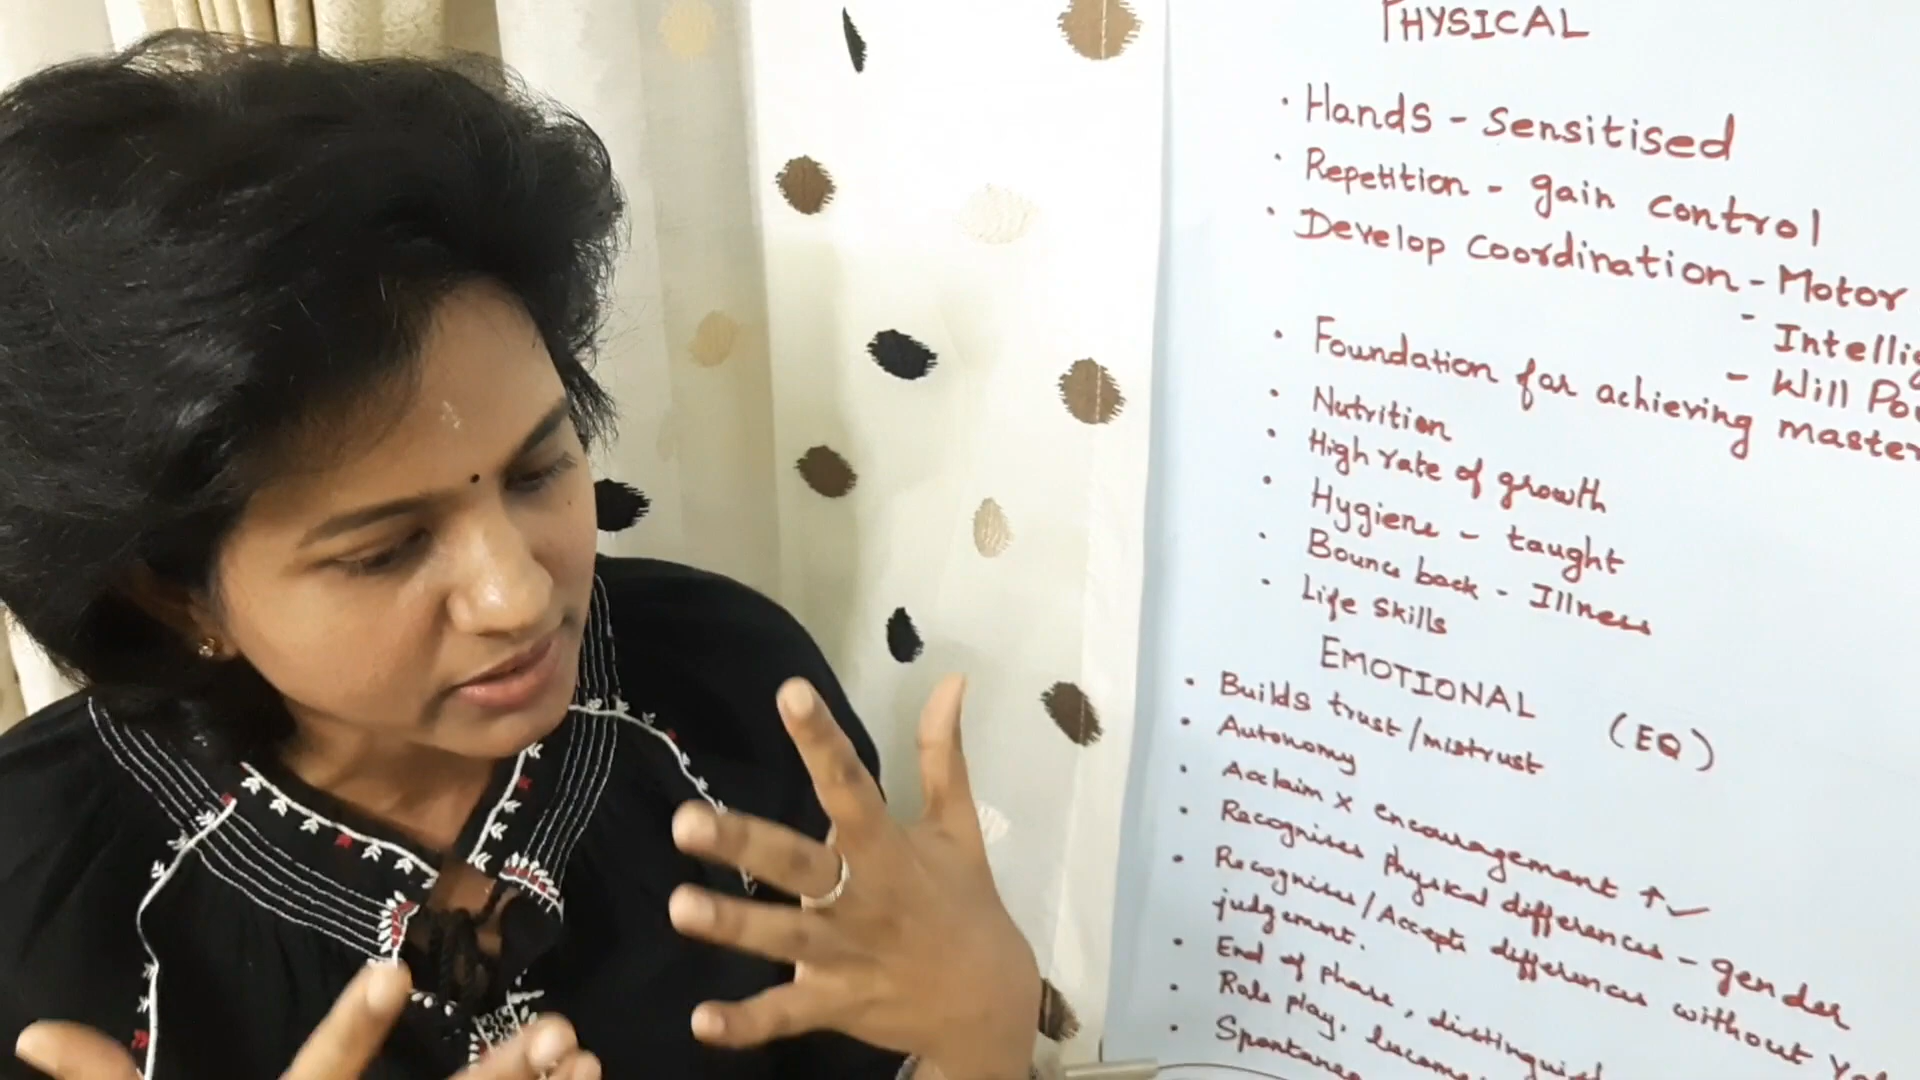 PHYSICAL
• Hands - Sensitised
• Repetition - gain control
• Develop coordination - Motor
- Intellig
- Will Po
• Foundation for achieving master
• Nutrition
• High rate of growth
• Hygiene - taught
• Bounce back - Illness
• Life skills
EMOTIONAL (EQ)
• Builds trust/mistrust
• Autonomy
• Acclaim x encouragement ↑✓
• Recognises physical differences - gender
• Recognises/Accepts differences without
judgement.
• End of phase, distinguish
• Role play,
• Spontaneo